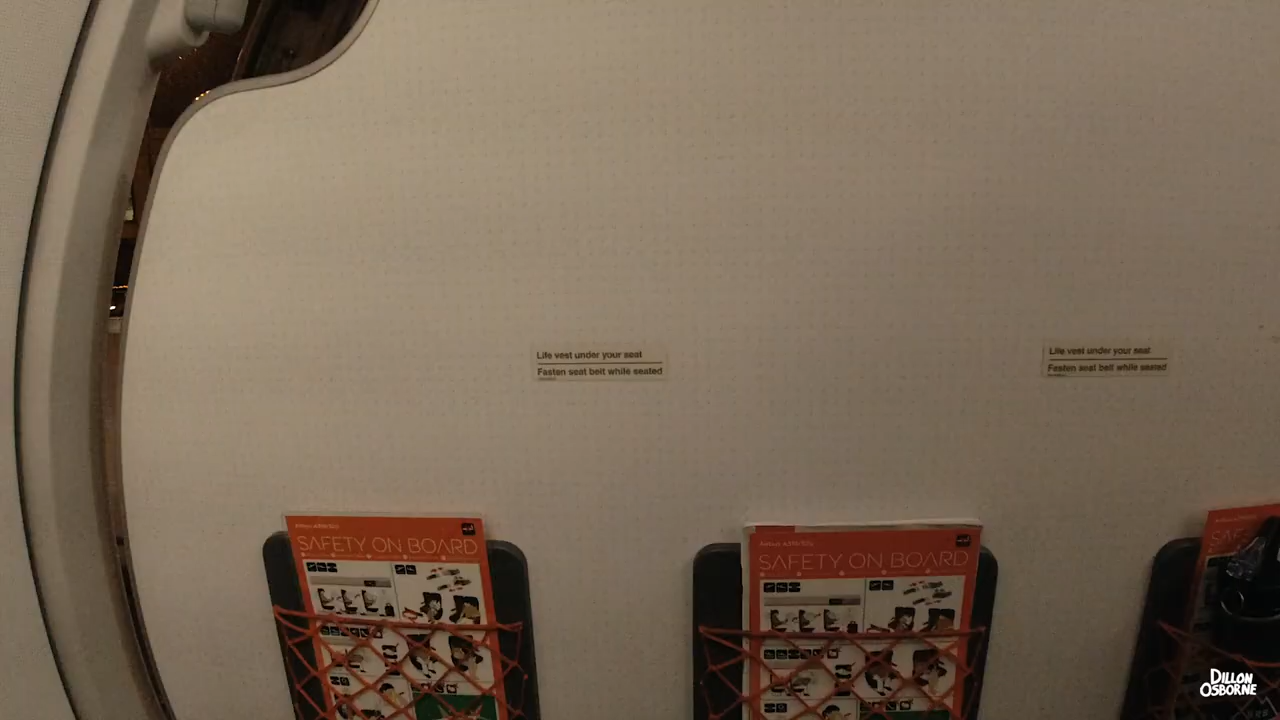 Life vest under your seat
Fasten seat belt while seated
Life vest under your seat
Fasten seat belt while seated
SAFETY ON BOARD
SAFETY ON BOARD
DILLON
OSBORNE